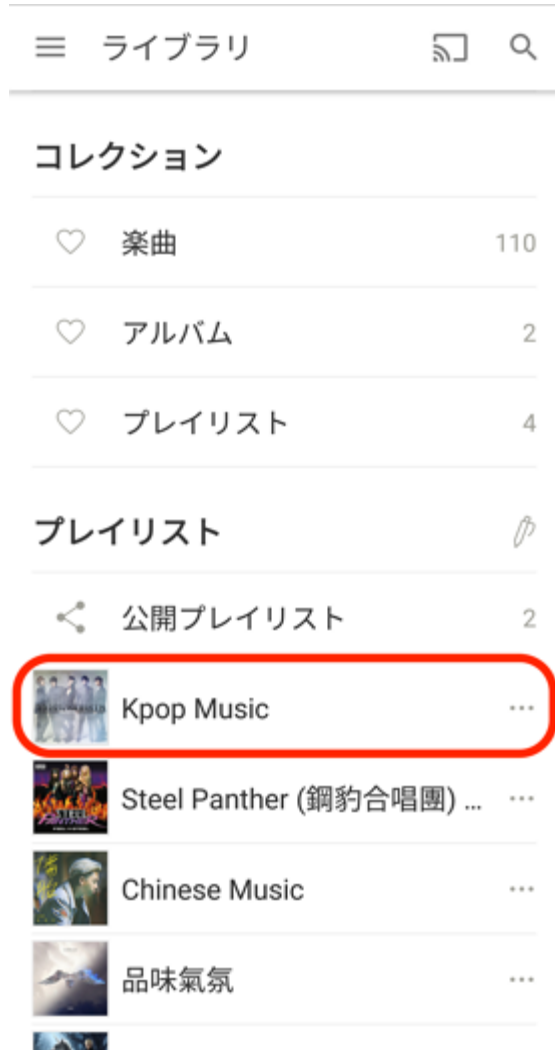 ライブラリ
コレクション
楽曲 110
アルバム 2
プレイリスト 4
プレイリスト
公開プレイリスト 2
Kpop Music ...
Steel Panther (鋼豹合唱團) ... ...
Chinese Music ...
品味氣氛 ...